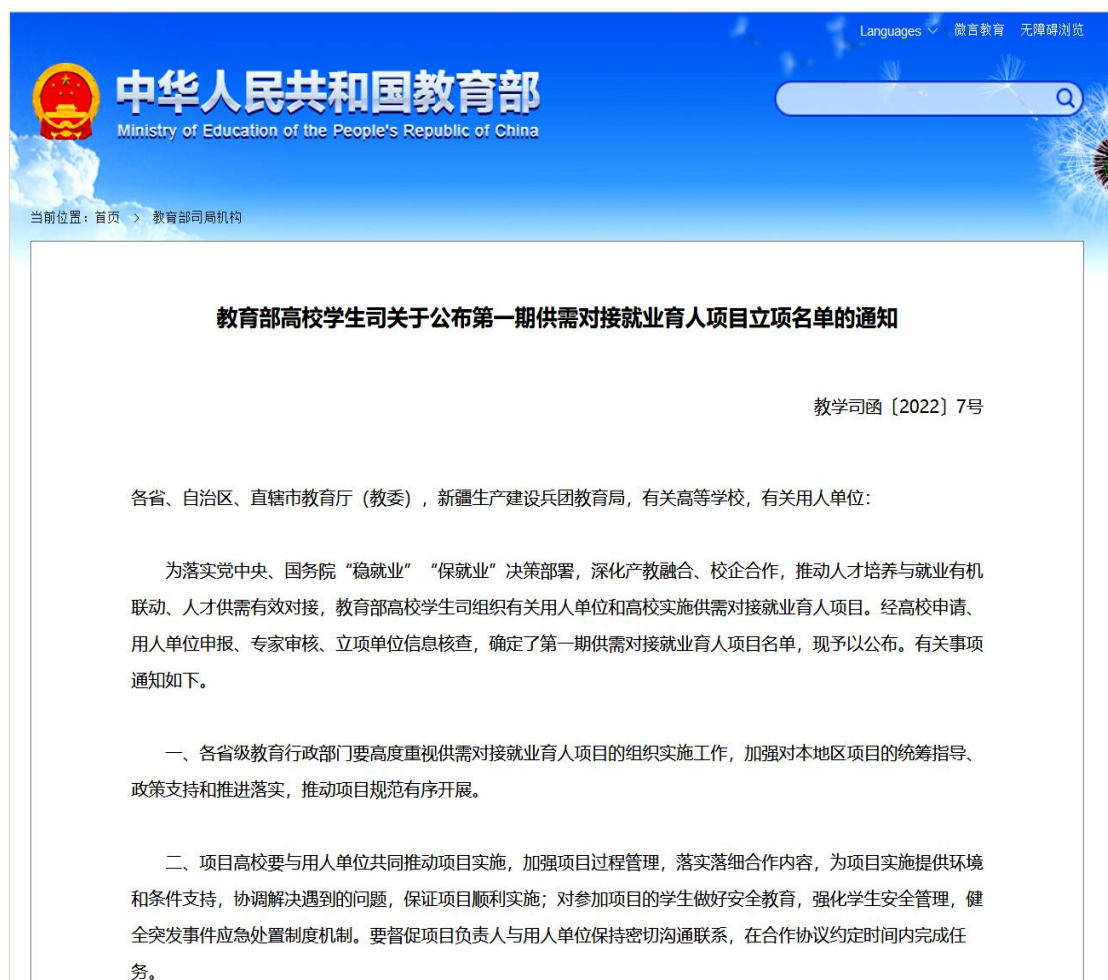 Languages 微言教育 无障碍浏览
中华人民共和国教育部
Ministry of Education of the People's Republic of China
当前位置：首页 > 教育部司局机构
教育部高校学生司关于公布第一期供需对接就业育人项目立项名单的通知
教学司函〔2022〕7号
各省、自治区、直辖市教育厅（教委），新疆生产建设兵团教育局，有关高等学校，有关用人单位：
为落实党中央、国务院“稳就业”“保就业”决策部署，深化产教融合、校企合作，推动人才培养与就业有机
联动、人才供需有效对接，教育部高校学生司组织有关用人单位和高校实施供需对接就业育人项目。经高校申请、
用人单位申报、专家审核、立项单位信息核查，确定了第一期供需对接就业育人项目名单，现予以公布。有关事项
通知如下。
一、各省级教育行政部门要高度重视供需对接就业育人项目的组织实施工作，加强对本地区项目的统筹指导、
政策支持和推进落实，推动项目规范有序开展。
二、项目高校要与用人单位共同推动项目实施，加强项目过程管理，落实落细合作内容，为项目实施提供环境
和条件支持，协调解决遇到的问题，保证项目顺利实施；对参加项目的学生做好安全教育，强化学生安全管理，健
全突发事件应急处置制度机制。要督促项目负责人与用人单位保持密切沟通联系，在合作协议约定时间内完成任
务。